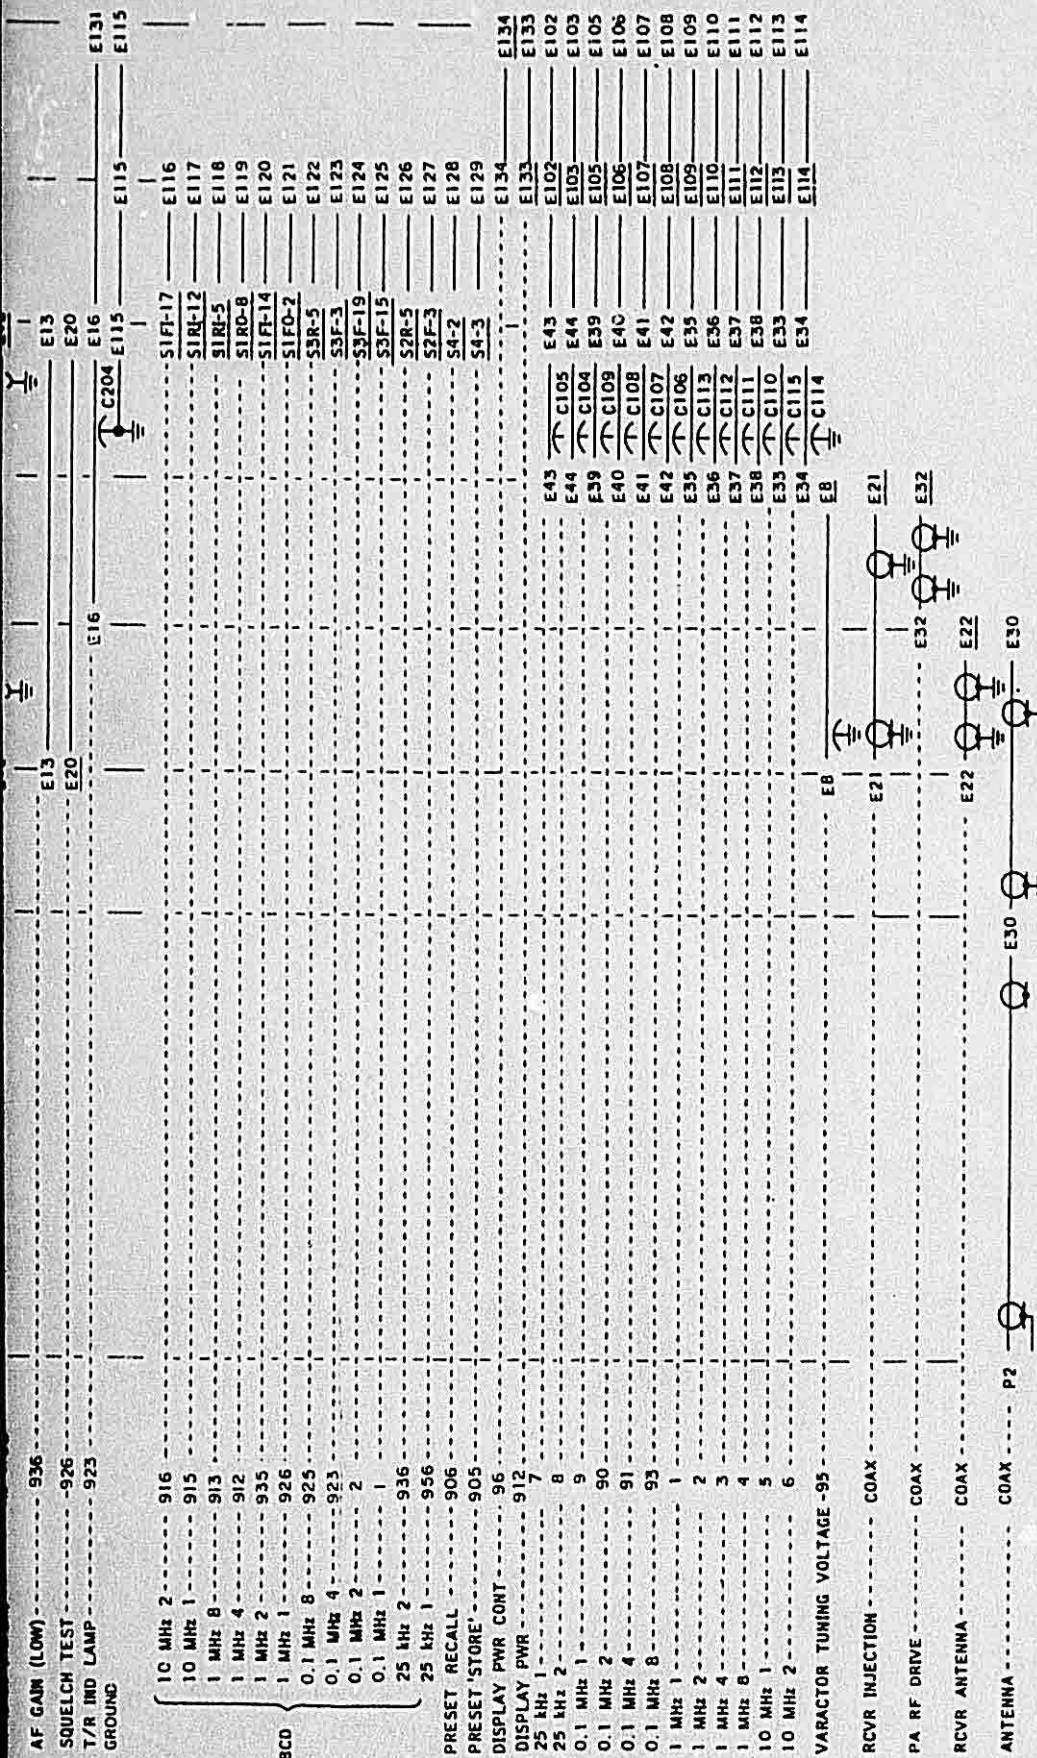 AF GAIN (LOW) 936 E13 E13
SQUELCH TEST 926 E20 E20
T/R IND LAMP 923 E16 E16 E131
GROUND C204 E115 E115 E115
BCD
10 MHz 2 916 S1FI-17 E116
10 MHz 1 915 S1RI-12 E117
1 MHz 8 913 S1RI-5 E118
1 MHz 4 912 S1RO-8 E119
1 MHz 2 935 S1FI-14 E120
1 MHz 1 926 S1FO-2 E121
0.1 MHz 8 925 S3R-5 E122
0.1 MHz 4 923 S3F-3 E123
0.1 MHz 2 2 S3F-19 E124
0.1 MHz 1 1 S3F-15 E125
25 kHz 2 936 S2R-5 E126
25 kHz 1 956 S2F-3 E127
PRESET RECALL 906 S4-2 E128
PRESET 'STORE' 905 S4-3 E129
DISPLAY PWR CONT 96 E134 E134
DISPLAY PWR 912 E133 E133
25 kHz 1 7 E43 C105 E43 E102 E102
25 kHz 2 8 E44 C104 E44 E103 E103
0.1 MHz 1 9 E39 C109 E39 E105 E105
0.1 MHz 2 90 E40 C108 E40 E106 E106
0.1 MHz 4 91 E41 C107 E41 E107 E107
0.1 MHz 8 93 E42 C106 E42 E108 E108
1 MHz 1 1 E35 C113 E35 E109 E109
1 MHz 2 2 E36 C112 E36 E110 E110
1 MHz 4 3 E37 C111 E37 E111 E111
1 MHz 8 4 E38 C110 E38 E112 E112
10 MHz 1 5 E33 C115 E33 E113 E113
10 MHz 2 6 E34 C114 E34 E114 E114
VARACTOR TUNING VOLTAGE 95 E8 E8
RCVR INJECTION COAX E21 E21
PA RF DRIVE COAX E32 E32
RCVR ANTENNA COAX E22 E22
ANTENNA COAX P2 E30 E30